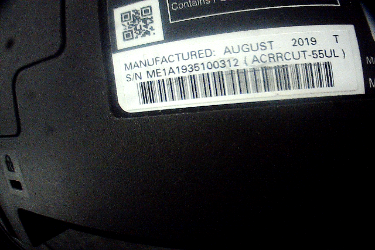 Contains
MANUFACTURED: AUGUST 2019 T
S/N ME1A1935100312 ( ACRRCUT-55UL )